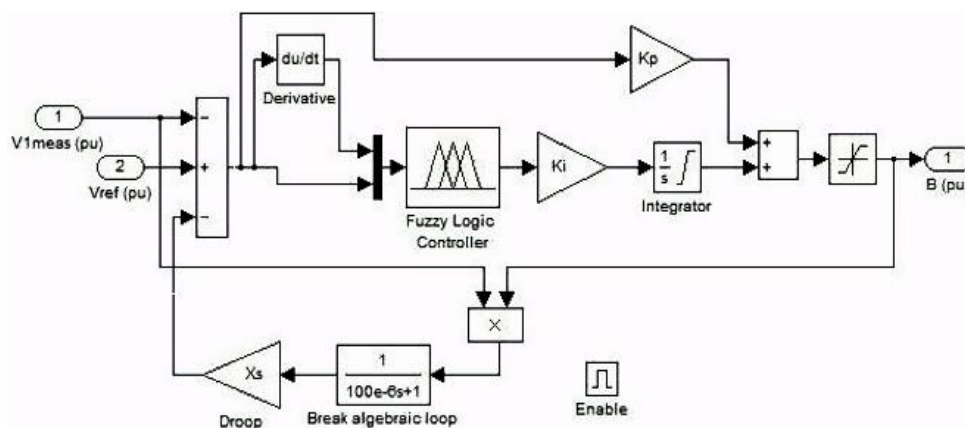 Kp
du/dt
Derivative
1
V1meas (pu)
2
Vref (pu)
−
+
−
Fuzzy Logic
Controller
Ki
1
s
Integrator
+
+
1
B (pu
X
Xs
Droop
1
100e-6s+1
Break algebraic loop
Enable